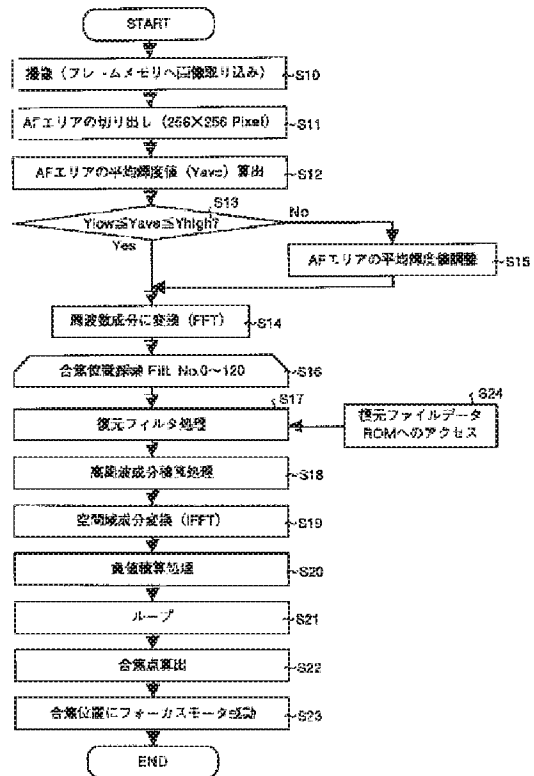 START
撮像（フレームメモリへ画像取り込み）
S10
AFエリアの切り出し（256×256 Pixel）
S11
AFエリアの平均輝度値（Yave）算出
S12
S13
Ylow≦Yave≦Yhigh?
No
Yes
AFエリアの平均輝度値調整
S15
周波数成分に変換（FFT）
S14
合焦位置探索 Filt. No.0～120
S16
S17
S24
復元フィルタ処理
復元ファイルデータ
ROMへのアクセス
高周波成分積算処理
S18
空間域成分変換（IFFT）
S19
負値積算処理
S20
ループ
S21
合焦点算出
S22
合焦位置にフォーカスモータ駆動
S23
END